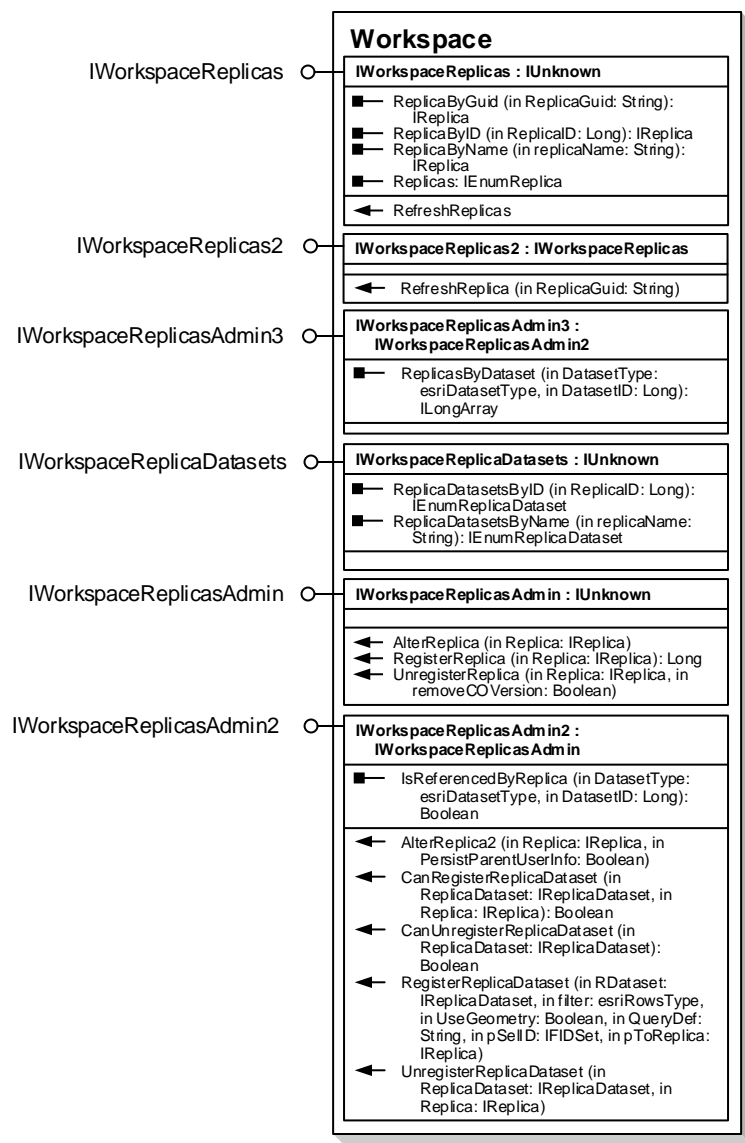 Workspace
IWorkspaceReplicas
IWorkspaceReplicas : IUnknown
ReplicaByGuid (in ReplicaGuid: String):
IReplica
ReplicaByID (in ReplicaID: Long): IReplica
ReplicaByName (in replicaName: String):
IReplica
Replicas: IEnumReplica
RefreshReplicas
IWorkspaceReplicas2
IWorkspaceReplicas2 : IWorkspaceReplicas
RefreshReplica (in ReplicaGuid: String)
IWorkspaceReplicasAdmin3
IWorkspaceReplicasAdmin3 :
IWorkspaceReplicasAdmin2
ReplicasByDataset (in DatasetType:
esriDatasetType, in DatasetID: Long):
ILongArray
IWorkspaceReplicaDatasets
IWorkspaceReplicaDatasets : IUnknown
ReplicaDatasetsByID (in ReplicaID: Long):
IEnumReplicaDataset
ReplicaDatasetsByName (in replicaName:
String): IEnumReplicaDataset
IWorkspaceReplicasAdmin
IWorkspaceReplicasAdmin : IUnknown
AlterReplica (in Replica: IReplica)
RegisterReplica (in Replica: IReplica): Long
UnregisterReplica (in Replica: IReplica, in
removeCOVersion: Boolean)
IWorkspaceReplicasAdmin2
IWorkspaceReplicasAdmin2 :
IWorkspaceReplicasAdmin
IsReferencedByReplica (in DatasetType:
esriDatasetType, in DatasetID: Long):
Boolean
AlterReplica2 (in Replica: IReplica, in
PersistParentUserInfo: Boolean)
CanRegisterReplicaDataset (in
ReplicaDataset: IReplicaDataset, in
Replica: IReplica): Boolean
CanUnregisterReplicaDataset (in
ReplicaDataset: IReplicaDataset):
Boolean
RegisterReplicaDataset (in RDataset:
IReplicaDataset, in filter: esriRowsType,
in UseGeometry: Boolean, in QueryDef:
String, in pSelID: IFIDSet, in pToReplica:
IReplica)
UnregisterReplicaDataset (in
ReplicaDataset: IReplicaDataset, in
Replica: IReplica)